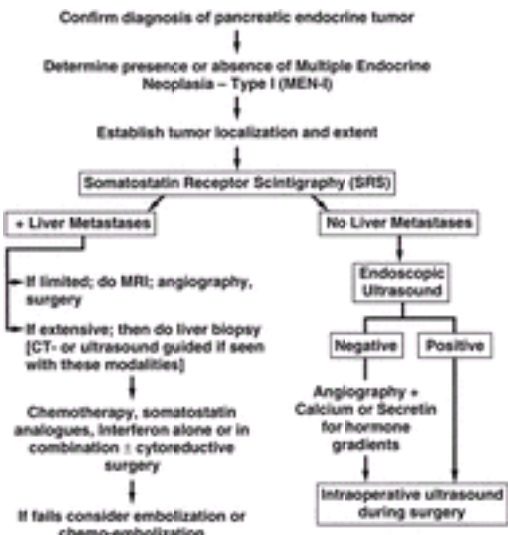 Confirm diagnosis of pancreatic endocrine tumor
Determine presence or absence of Multiple Endocrine
Neoplasia – Type I (MEN-I)
Establish tumor localization and extent
Somatostatin Receptor Scintigraphy (SRS)
+ Liver Metastases
If limited; do MRI; angiography,
surgery
If extensive; then do liver biopsy
[CT- or ultrasound guided if seen
with these modalities]
Chemotherapy, somatostatin
analogues, Interferon alone or in
combination ± cytoreductive
surgery
If fails consider embolization or
chemo-embolization
No Liver Metastases
Endoscopic
Ultrasound
Negative
Positive
Angiography +
Calcium or Secretin
for hormone
gradients
Intraoperative ultrasound
during surgery